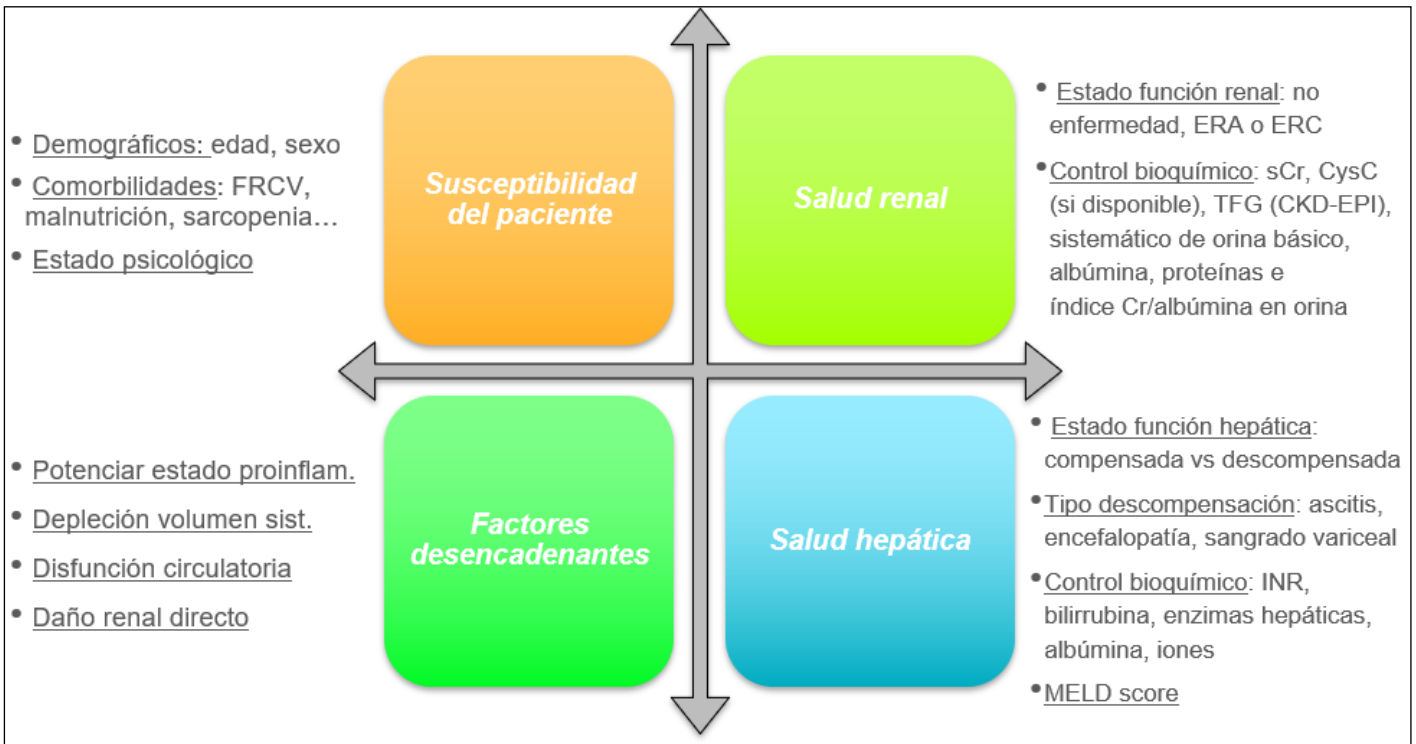 • Demográficos: edad, sexo
• Comorbilidades: FRCV,
malnutrición, sarcopenia…
• Estado psicológico
Susceptibilidad
del paciente
Salud renal
• Estado función renal: no
enfermedad, ERA o ERC
• Control bioquímico: sCr, CysC
(si disponible), TFG (CKD-EPI),
sistemático de orina básico,
albúmina, proteínas e
índice Cr/albúmina en orina
• Potenciar estado proinflam.
• Depleción volumen sist.
• Disfunción circulatoria
• Daño renal directo
Factores
desencadenantes
Salud hepática
• Estado función hepática:
compensada vs descompensada
• Tipo descompensación: ascitis,
encefalopatía, sangrado variceal
• Control bioquímico: INR,
bilirrubina, enzimas hepáticas,
albúmina, iones
• MELD score